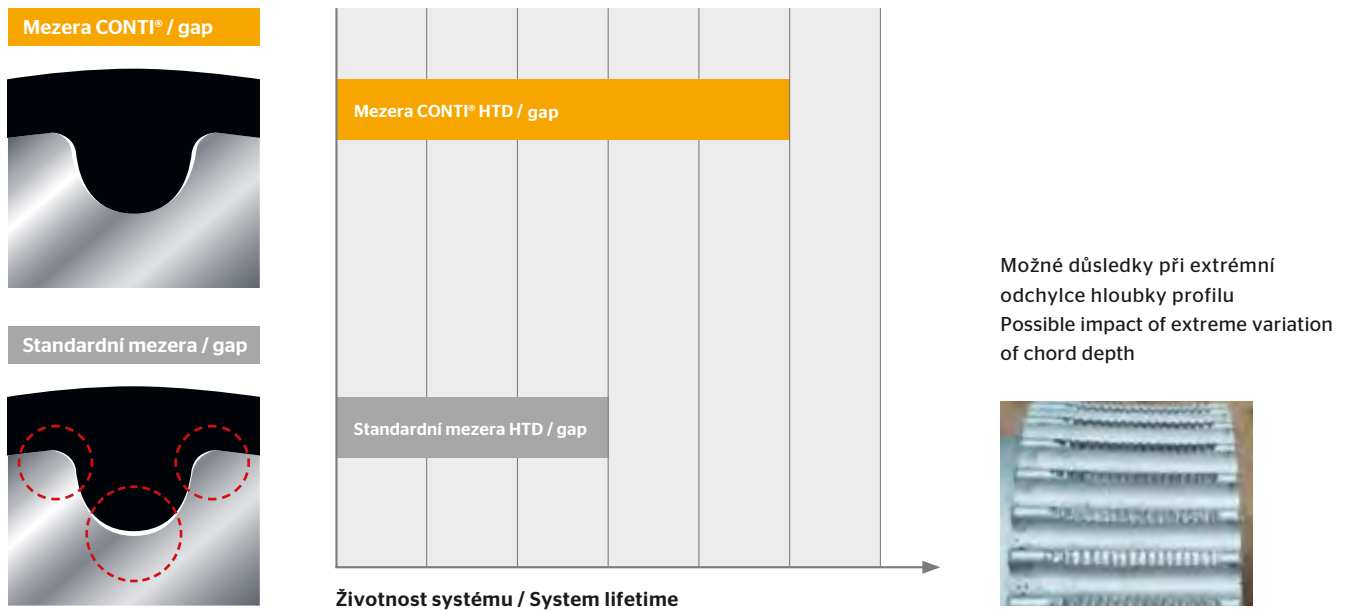 Mezera CONTI® / gap
Mezera CONTI® HTD / gap
Standardní mezera / gap
Standardní mezera HTD / gap
Životnost systému / System lifetime
Možné důsledky při extrémní
odchylce hloubky profilu
Possible impact of extreme variation
of chord depth